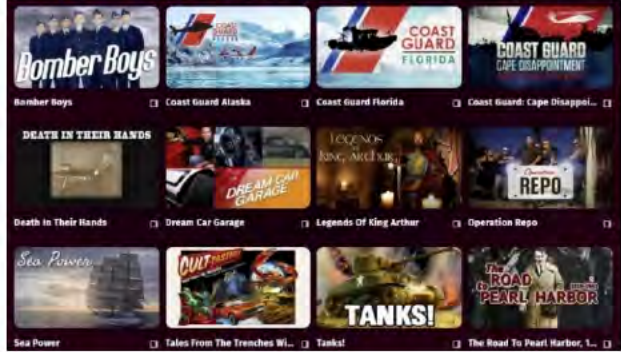 Bomber Boys
COAST GUARD
COAST
GUARD
FLORIDA
COAST GUARD
CAPE DISAPPOINTMENT
Bomber Boys
Coast Guard Alaska
Coast Guard Florida
Coast Guard: Cape Disappoi...
DEATH IN THEIR HANDS
DREAM CAR
GARAGE
LEGENDS
OF
KING ARTHUR
Operation
REPO
Death In Their Hands
Dream Car Garage
Legends Of King Arthur
Operation Repo
Sea Power
CULT
TANKS!
The
ROAD
to
PEARL HARBOR
Sea Power
Tales From The Trenches Wi...
Tanks!
The Road To Pearl Harbor, 1...